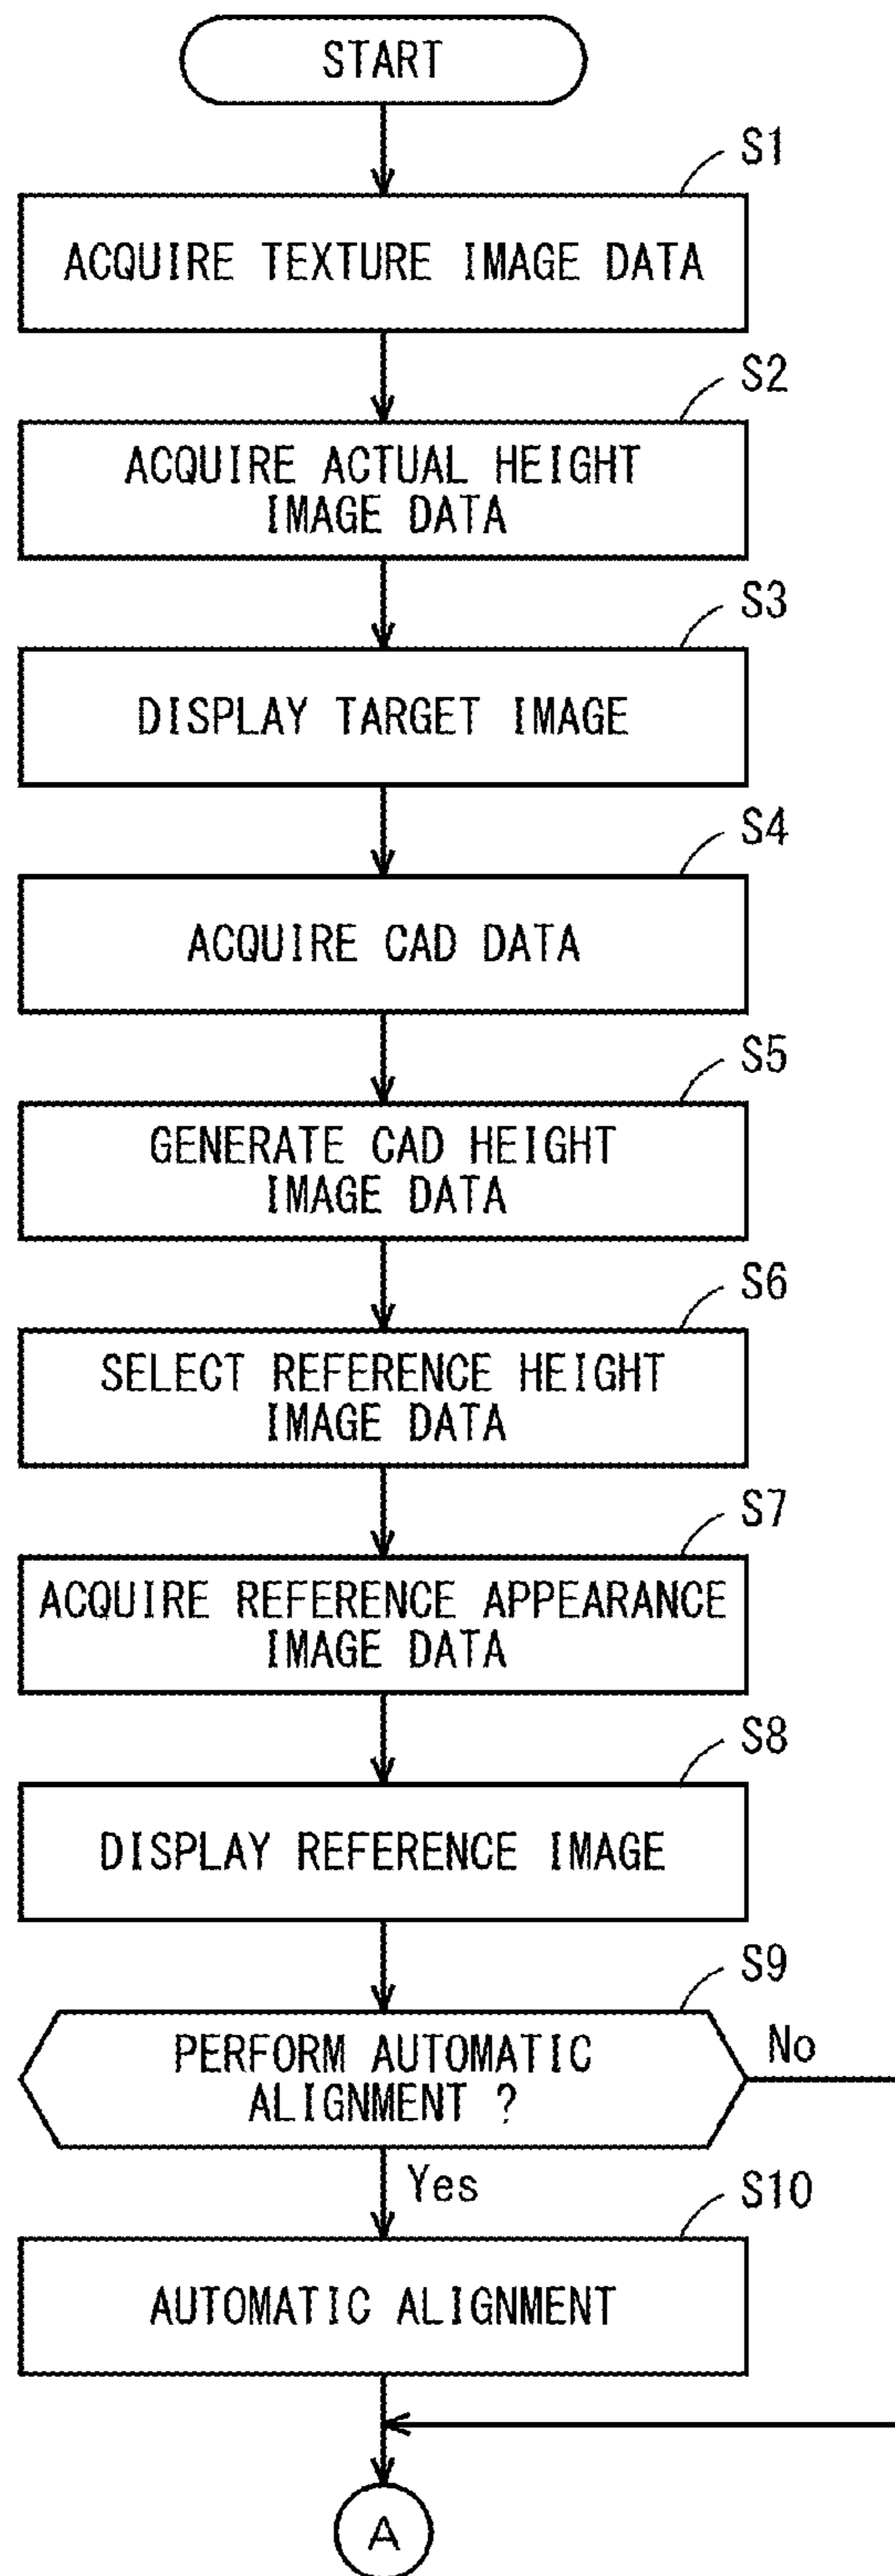 START
S1
ACQUIRE TEXTURE IMAGE DATA
S2
ACQUIRE ACTUAL HEIGHT
IMAGE DATA
S3
DISPLAY TARGET IMAGE
S4
ACQUIRE CAD DATA
S5
GENERATE CAD HEIGHT
IMAGE DATA
S6
SELECT REFERENCE HEIGHT
IMAGE DATA
S7
ACQUIRE REFERENCE APPEARANCE
IMAGE DATA
S8
DISPLAY REFERENCE IMAGE
S9
PERFORM AUTOMATIC
ALIGNMENT ?
No
Yes
S10
AUTOMATIC ALIGNMENT
A